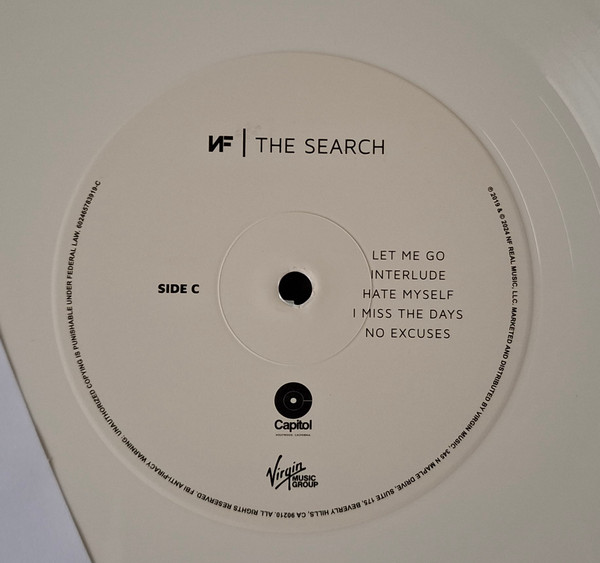 NF | THE SEARCH
SIDE C
LET ME GO
INTERLUDE
HATE MYSELF
I MISS THE DAYS
NO EXCUSES
Capitol
Virgin
MUSIC
GROUP
℗ 2019 & © 2024 NF REAL MUSIC, LLC. MARKETED AND DISTRIBUTED BY VIRGIN MUSIC, 345 N MAPLE DRIVE, SUITE 175, BEVERLY HILLS, CA 90210. ALL RIGHTS RESERVED. FBI ANTI-PIRACY WARNING: UNAUTHORIZED COPYING IS PUNISHABLE UNDER FEDERAL LAW. 602465783919-C